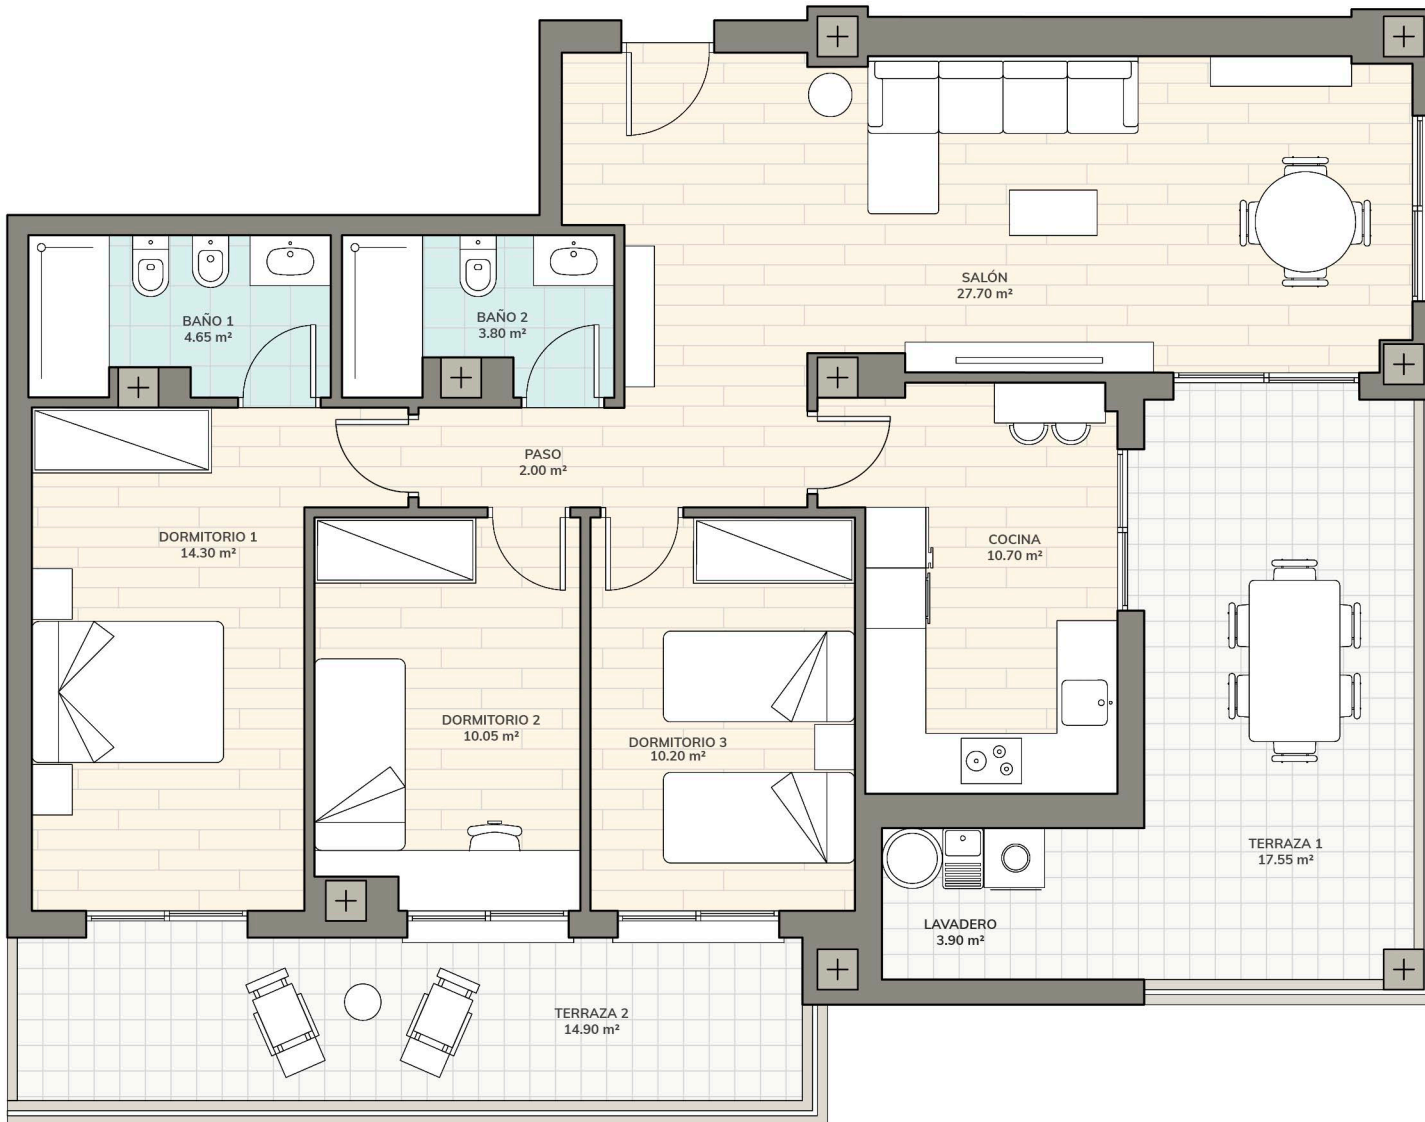 SALÓN
27.70 m²
BAÑO 1
4.65 m²
BAÑO 2
3.80 m²
PASO
2.00 m²
DORMITORIO 1
14.30 m²
COCINA
10.70 m²
DORMITORIO 2
10.05 m²
DORMITORIO 3
10.20 m²
TERRAZA 1
17.55 m²
LAVADERO
3.90 m²
TERRAZA 2
14.90 m²